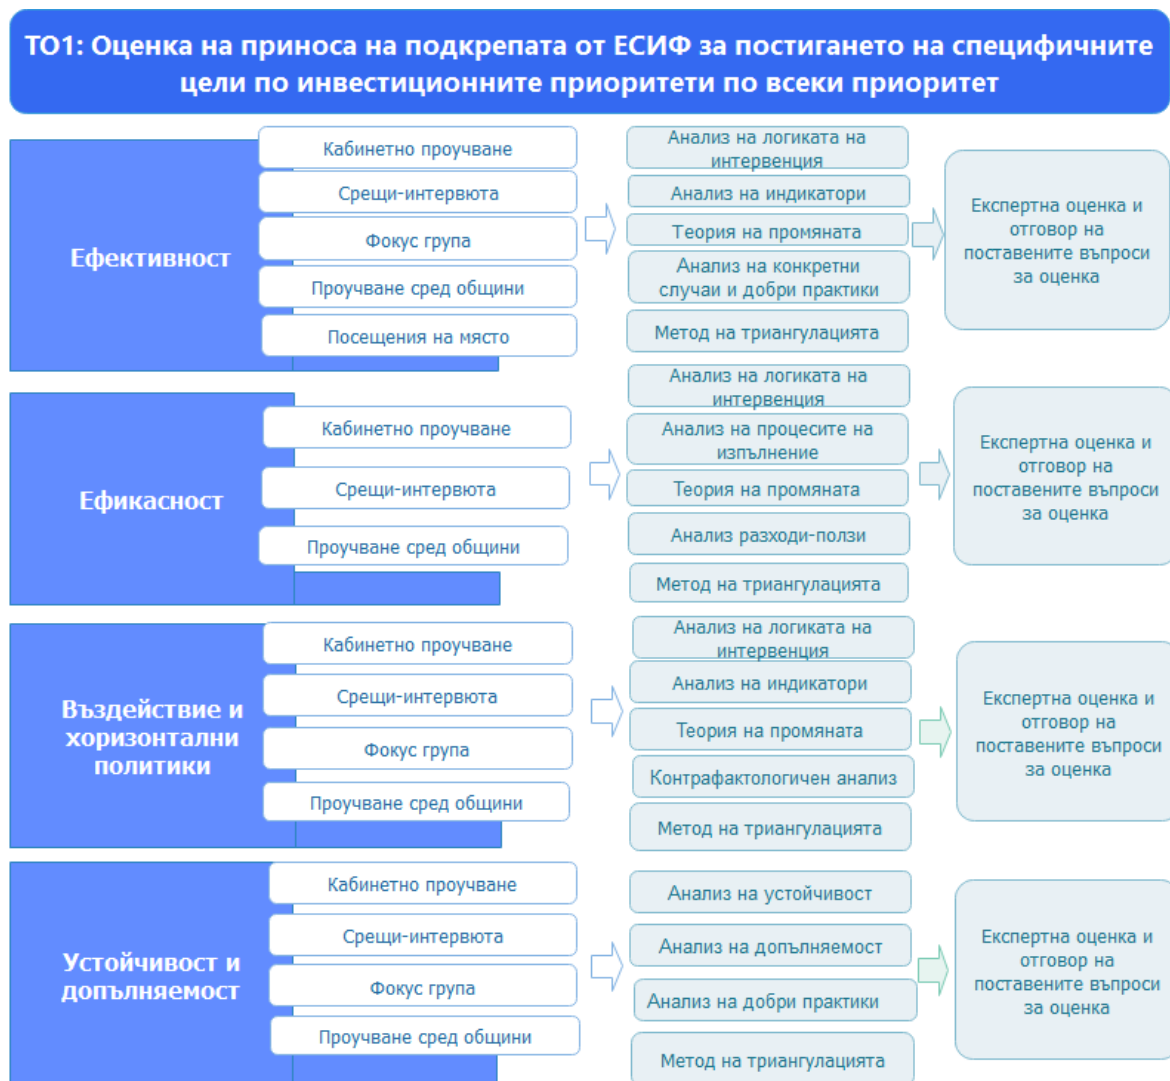 ТО1: Оценка на приноса на подкрепата от ЕСИФ за постигането на специфичните
цели по инвестиционните приоритети по всеки приоритет
Ефективност
Кабинетно проучване
Срещи-интервюта
Фокус група
Проучване сред общини
Посещения на място
Анализ на логиката на
интервенция
Анализ на индикатори
Теория на промяната
Анализ на конкретни
случаи и добри практики
Метод на триангулацията
Експертна оценка и
отговор на
поставените въпроси
за оценка
Ефикасност
Кабинетно проучване
Срещи-интервюта
Проучване сред общини
Анализ на логиката на
интервенция
Анализ на процесите на
изпълнение
Теория на промяната
Анализ разходи-ползи
Метод на триангулацията
Експертна оценка и
отговор на
поставените въпроси
за оценка
Въздействие и
хоризонтални
политики
Кабинетно проучване
Срещи-интервюта
Фокус група
Проучване сред общини
Анализ на логиката на
интервенция
Анализ на индикатори
Теория на промяната
Контрафактологичен анализ
Метод на триангулацията
Експертна оценка и
отговор на
поставените въпроси
за оценка
Устойчивост и
допълняемост
Кабинетно проучване
Срещи-интервюта
Фокус група
Проучване сред общини
Анализ на устойчивост
Анализ на допълняемост
Анализ на добри практики
Метод на триангулацията
Експертна оценка и
отговор на
поставените въпроси
за оценка